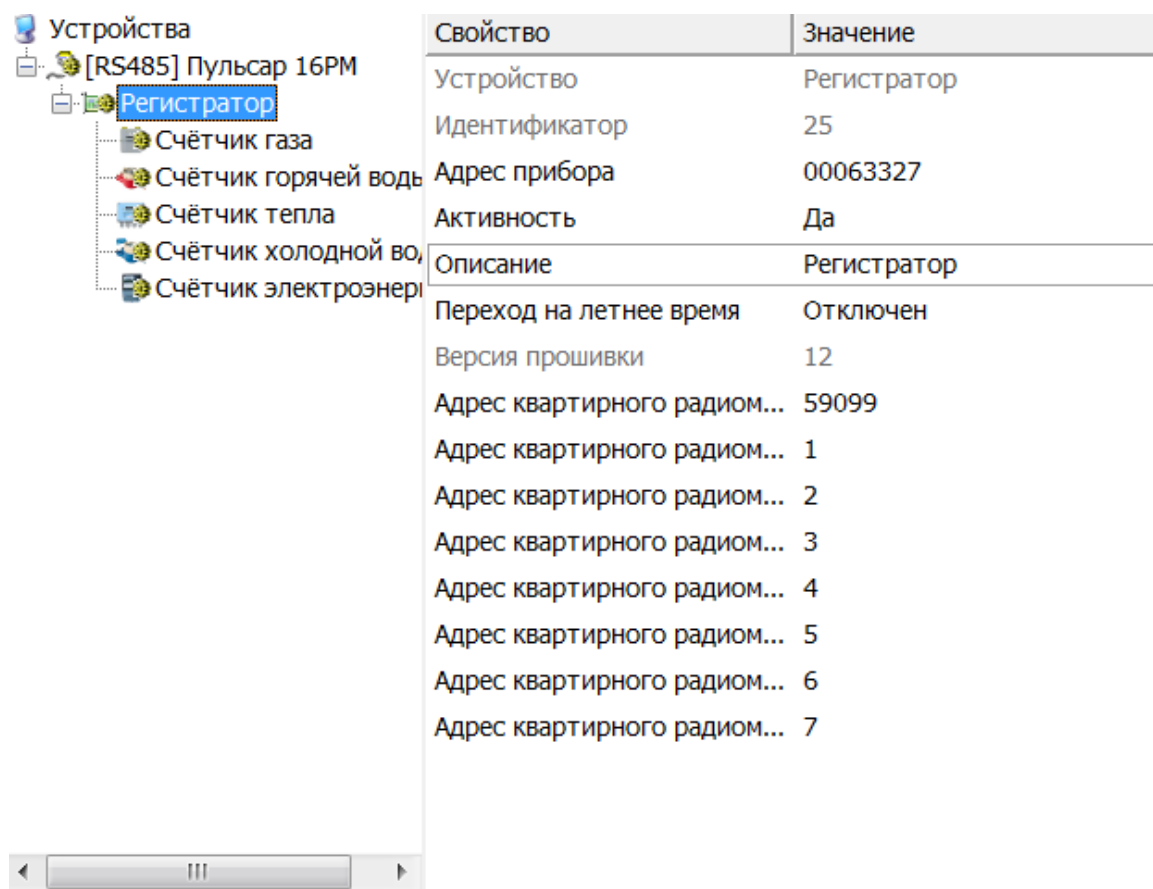 Устройства
[RS485] Пульсар 16РМ
Регистратор
Счётчик газа
Счётчик горячей воды
Счётчик тепла
Счётчик холодной во
Счётчик электроэнер
Свойство Значение
Устройство Регистратор
Идентификатор 25
Адрес прибора 00063327
Активность Да
Описание Регистратор
Переход на летнее время Отключен
Версия прошивки 12
Адрес квартирного радиом... 59099
Адрес квартирного радиом... 1
Адрес квартирного радиом... 2
Адрес квартирного радиом... 3
Адрес квартирного радиом... 4
Адрес квартирного радиом... 5
Адрес квартирного радиом... 6
Адрес квартирного радиом... 7